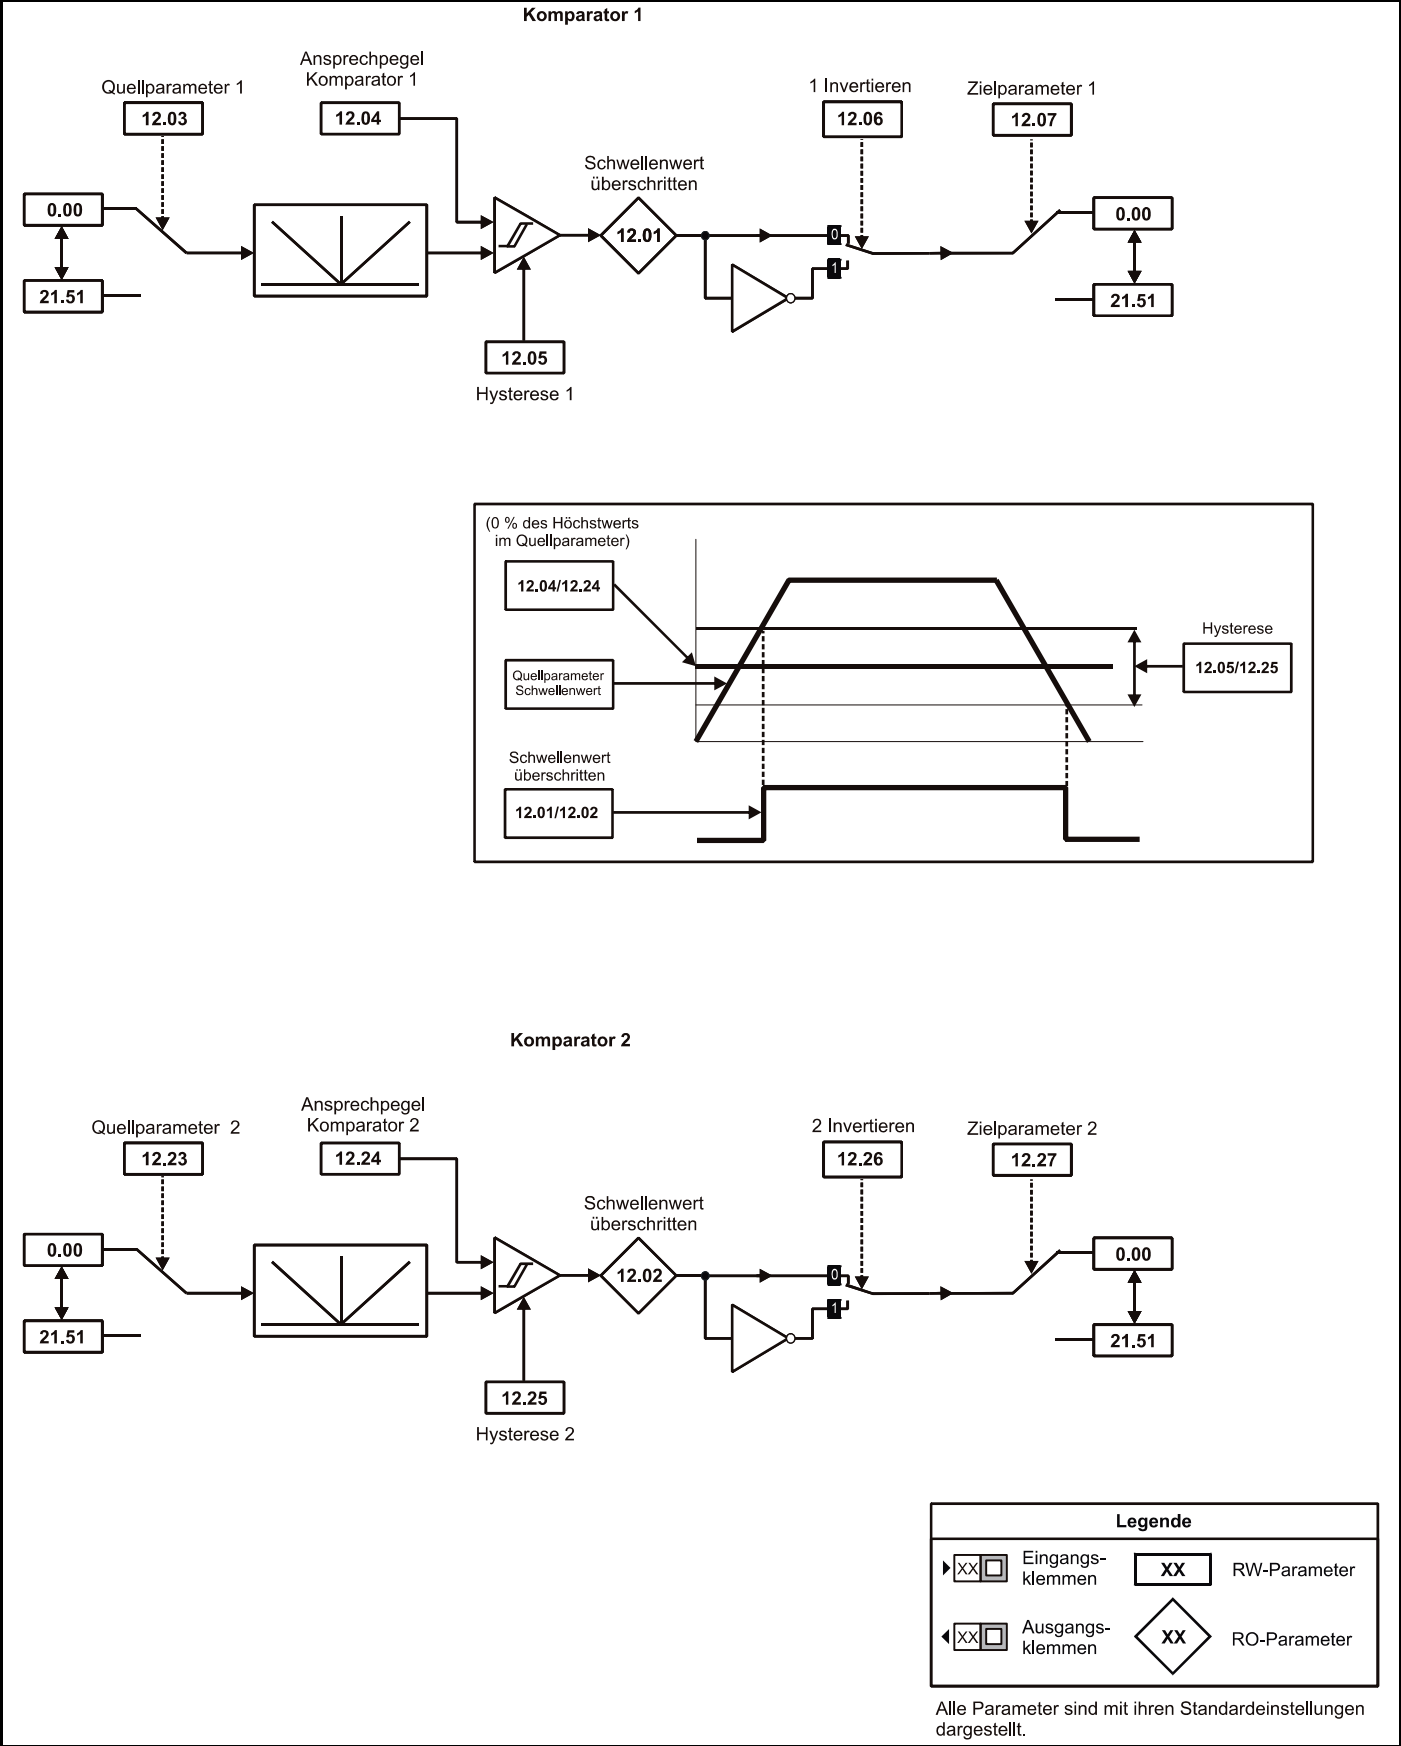 Komparator 1
Quellparameter 1
12.03
Ansprechpegel
Komparator 1
12.04
1 Invertieren
12.06
Zielparameter 1
12.07
Schwellenwert
überschritten
12.01
0.00
21.51
0
1
0.00
21.51
12.05
Hysterese 1
(0 % des Höchstwerts
im Quellparameter)
12.04/12.24
Quellparameter
Schwellenwert
Hysterese
12.05/12.25
Schwellenwert
überschritten
12.01/12.02
Komparator 2
Quellparameter 2
12.23
Ansprechpegel
Komparator 2
12.24
2 Invertieren
12.26
Zielparameter 2
12.27
Schwellenwert
überschritten
12.02
0.00
21.51
0
1
0.00
21.51
12.25
Hysterese 2
Legende
XX
Eingangs-
klemmen
XX
RW-Parameter
XX
Ausgangs-
klemmen
XX
RO-Parameter
Alle Parameter sind mit ihren Standardeinstellungen
dargestellt.